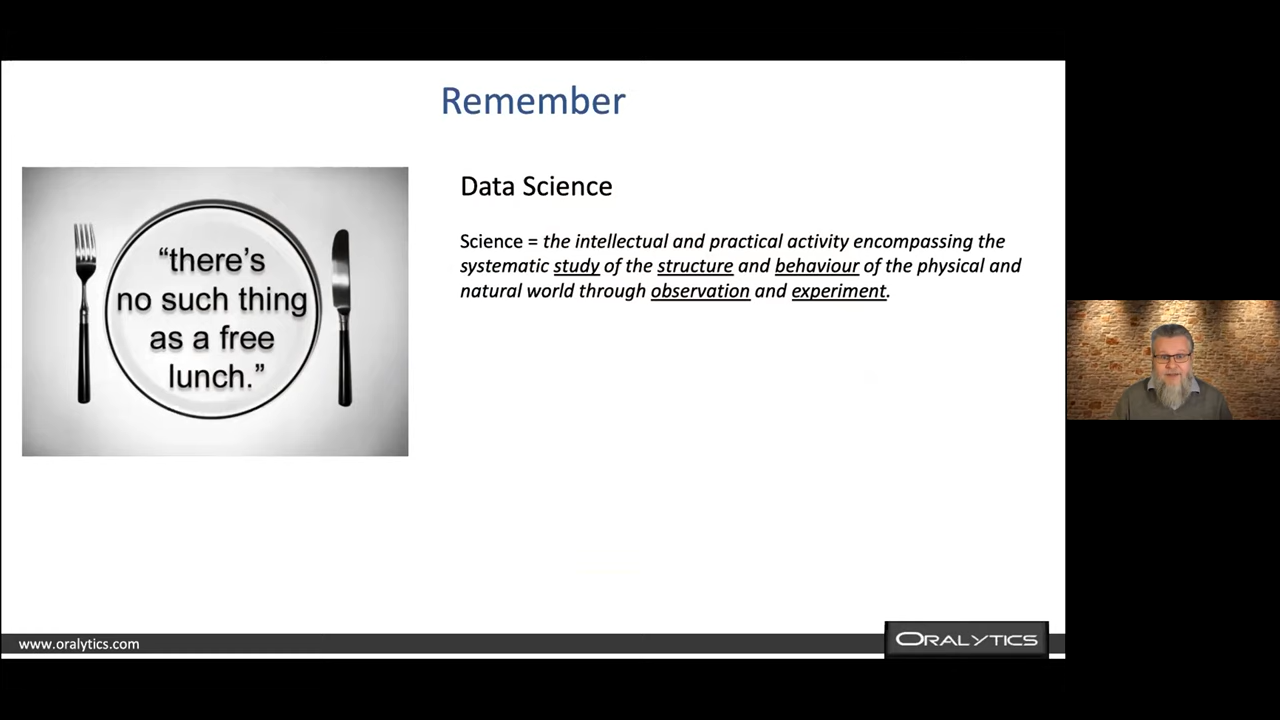 Remember
“there’s
no such thing
as a free
lunch.”
Data Science
Science = the intellectual and practical activity encompassing the
systematic study of the structure and behaviour of the physical and
natural world through observation and experiment.
www.oralytics.com
ORALYTICS